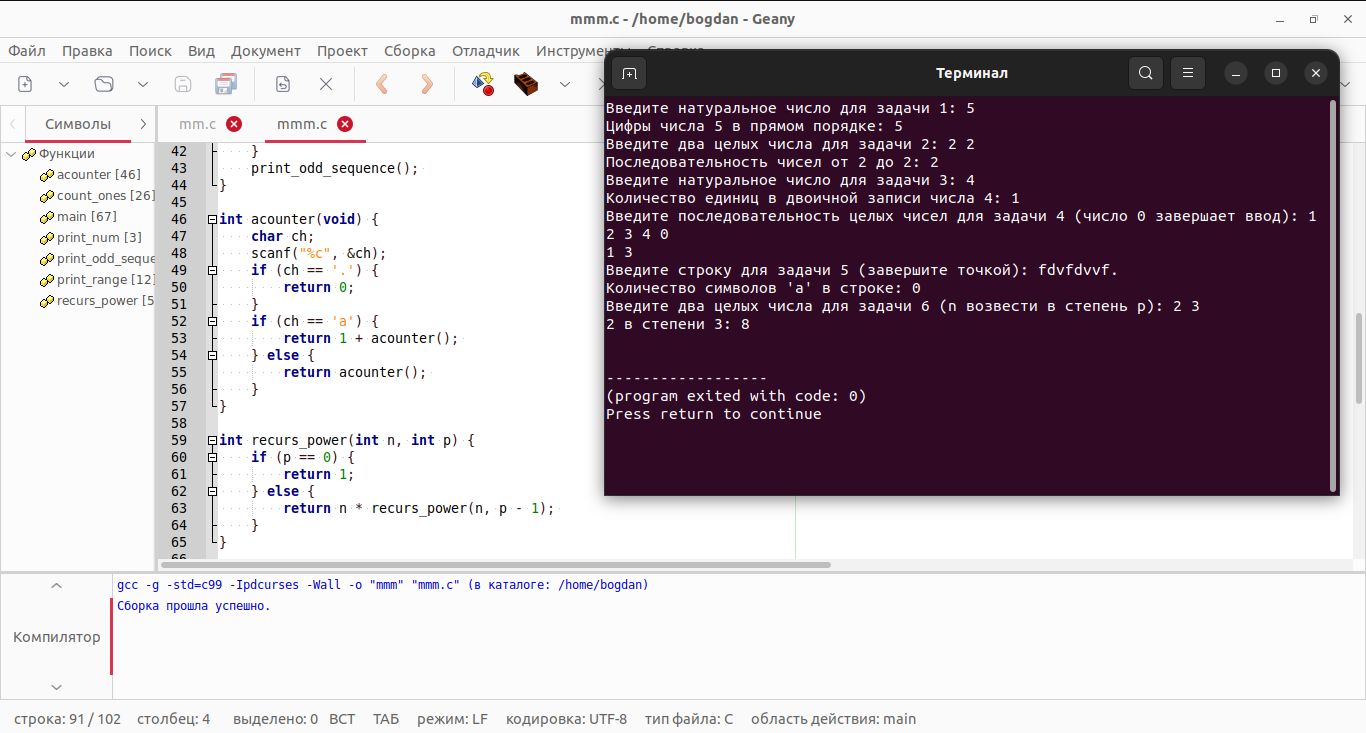 mmm.c - /home/bogdan - Geany
Файл Правка Поиск Вид Документ Проект Сборка Отладчик Инструменты Справка
Терминал
Символы
mm.c
mmm.c
Функции
acounter [46]
count_ones [26]
main [67]
print_num [3]
print_odd_seque
print_range [12]
recurs_power [5
42 }
43 print_odd_sequence();
44 }
45
46 int acounter(void) {
47 char ch;
48 scanf("%c", &ch);
49 if (ch == '.') {
50 return 0;
51 }
52 if (ch == 'a') {
53 return 1 + acounter();
54 } else {
55 return acounter();
56 }
57 }
58
59 int recurs_power(int n, int p) {
60 if (p == 0) {
61 return 1;
62 } else {
63 return n * recurs_power(n, p - 1);
64 }
65 }
66
Введите натуральное число для задачи 1: 5
Цифры числа 5 в прямом порядке: 5
Введите два целых числа для задачи 2: 2 2
Последовательность чисел от 2 до 2: 2
Введите натуральное число для задачи 3: 4
Количество единиц в двоичной записи числа 4: 1
Введите последовательность целых чисел для задачи 4 (число 0 завершает ввод): 1
2 3 4 0
1 3
Введите строку для задачи 5 (завершите точкой): fdvfdvvf.
Количество символов 'a' в строке: 0
Введите два целых числа для задачи 6 (n возвести в степень p): 2 3
2 в степени 3: 8
------------------
(program exited with code: 0)
Press return to continue
Компилятор
gcc -g -std=c99 -Ipdcurses -Wall -o "mmm" "mmm.c" (в каталоге: /home/bogdan)
Сборка прошла успешно.
строка: 91 / 102 столбец: 4 выделено: 0 ВСТ ТАБ режим: LF кодировка: UTF-8 тип файла: C область действия: main